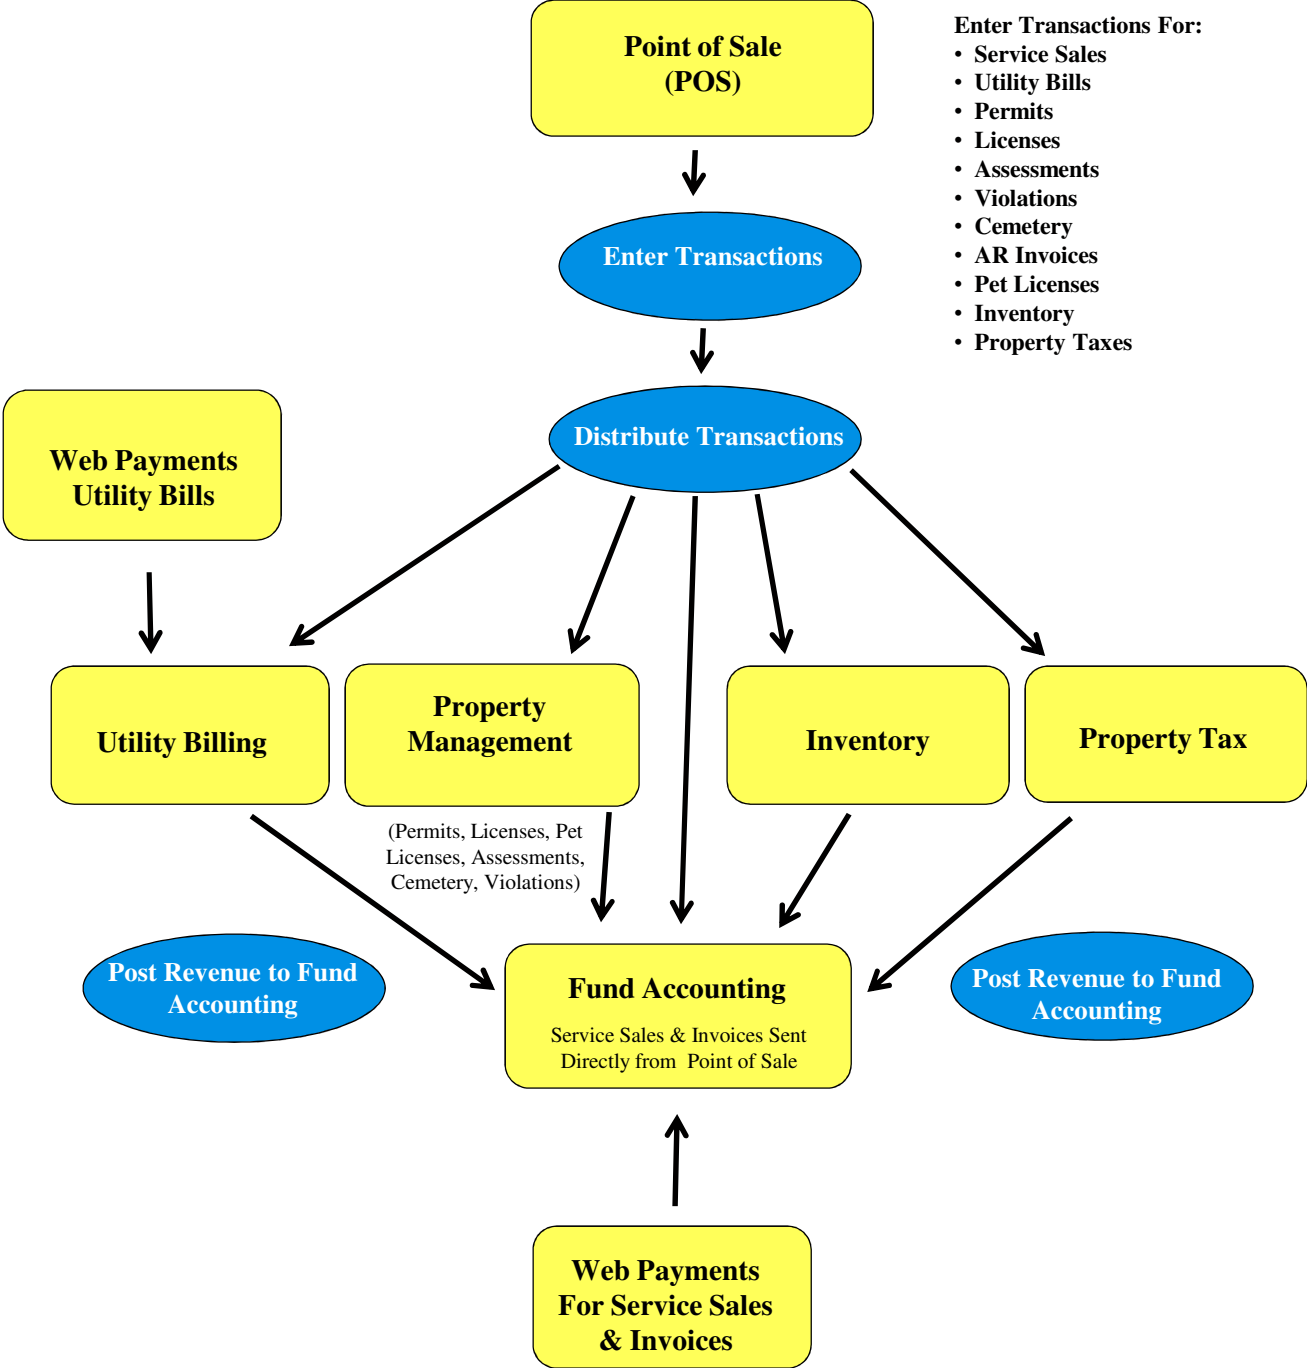 Point of Sale
(POS)
Enter Transactions For:
• Service Sales
• Utility Bills
• Permits
• Licenses
• Assessments
• Violations
• Cemetery
• AR Invoices
• Pet Licenses
• Inventory
• Property Taxes
Enter Transactions
Distribute Transactions
Web Payments
Utility Bills
Utility Billing
Property
Management
Inventory
Property Tax
(Permits, Licenses, Pet
Licenses, Assessments,
Cemetery, Violations)
Post Revenue to Fund
Accounting
Fund Accounting
Service Sales & Invoices Sent
Directly from Point of Sale
Post Revenue to Fund
Accounting
Web Payments
For Service Sales
& Invoices